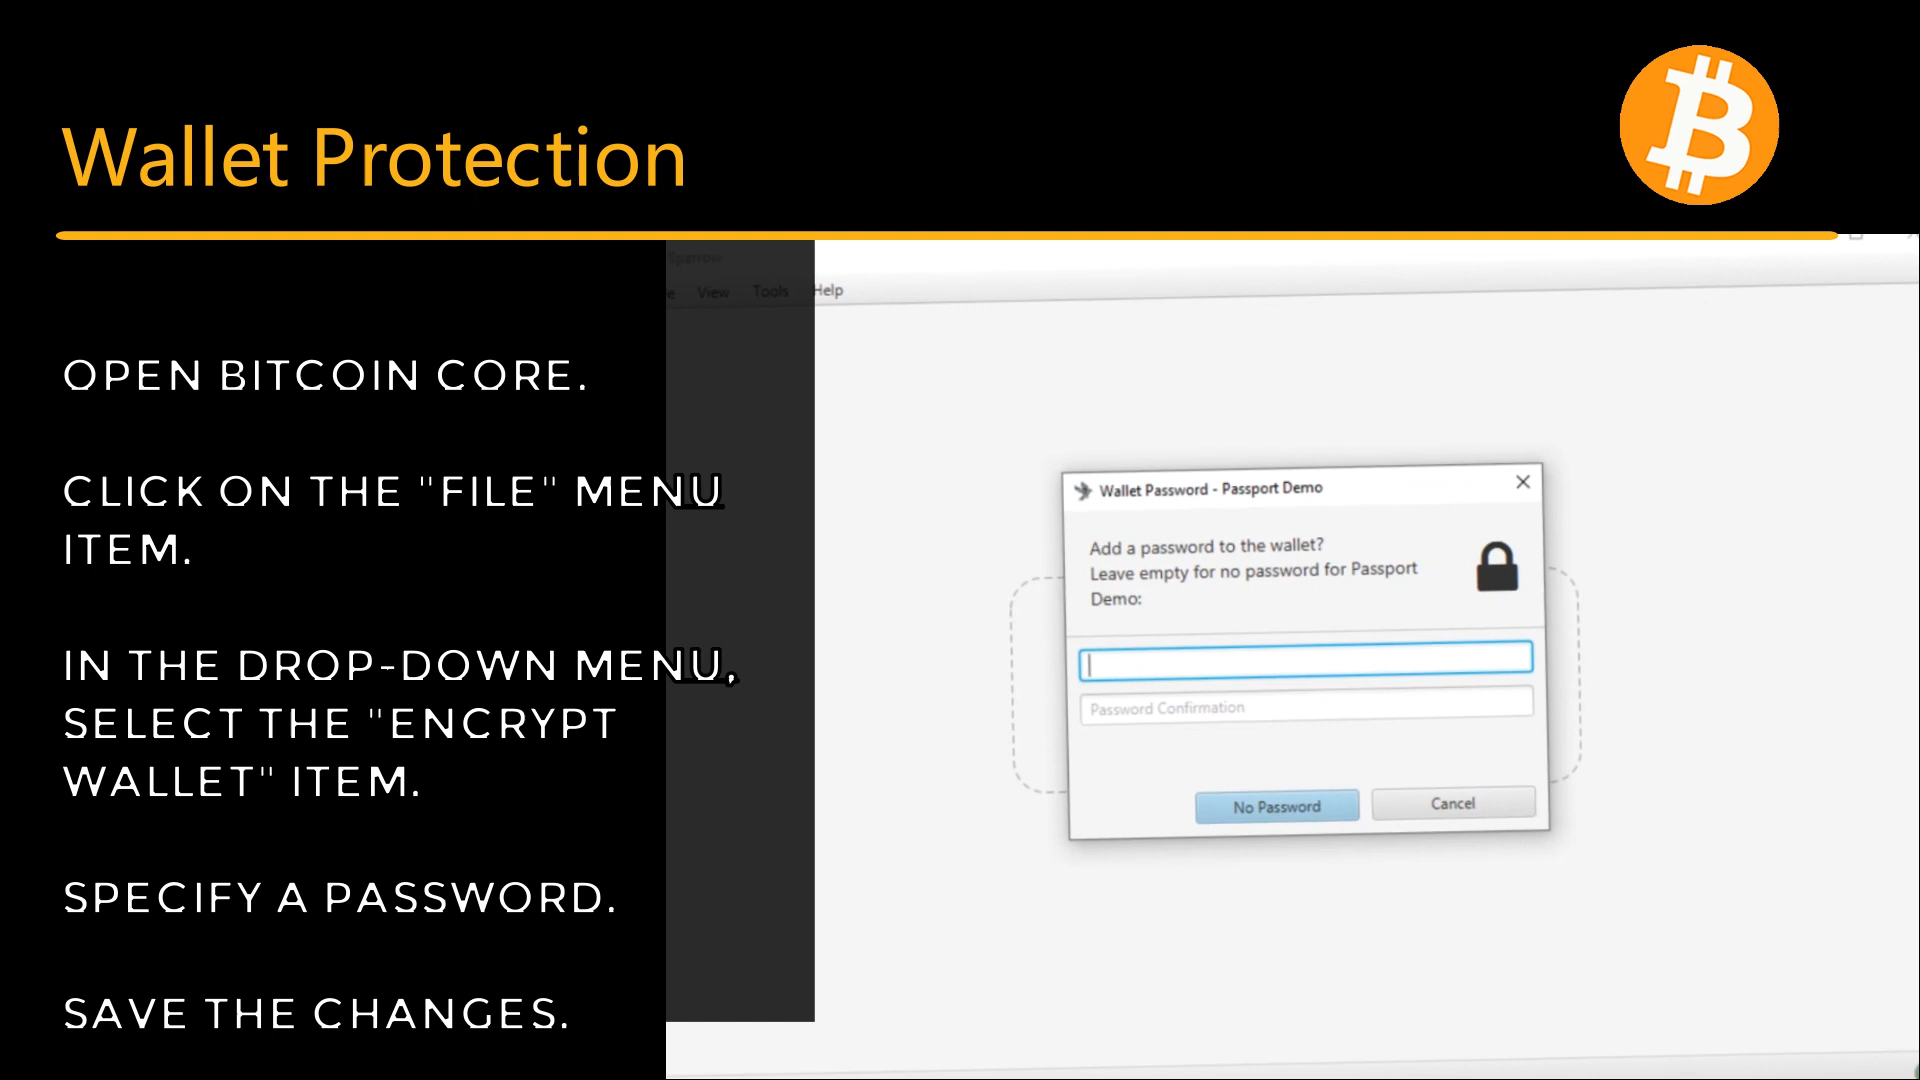 Wallet Protection
Sparrow
View Tools Help
OPEN BITCOIN CORE.
CLICK ON THE "FILE" MENU
ITEM.
IN THE DROP-DOWN MENU,
SELECT THE "ENCRYPT
WALLET" ITEM.
SPECIFY A PASSWORD.
SAVE THE CHANGES.
Wallet Password - Passport Demo
Add a password to the wallet?
Leave empty for no password for Passport
Demo:
Password Confirmation
No Password Cancel